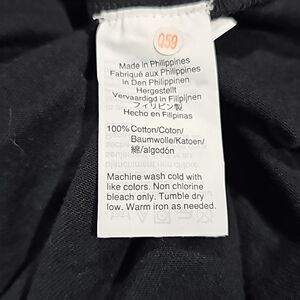 059
Made in Philippines
Fabriqué aux Philippines
In Den Philippinen
Hergestellt
Vervaardigd in Filipijnen
フィリピン製
Hecho en Filipinas
100% Cotton/Coton/
Baumwolle/Katoen/
綿/algodón
Machine wash cold with
like colors. Non chlorine
bleach only. Tumble dry
low. Warm iron as needed.